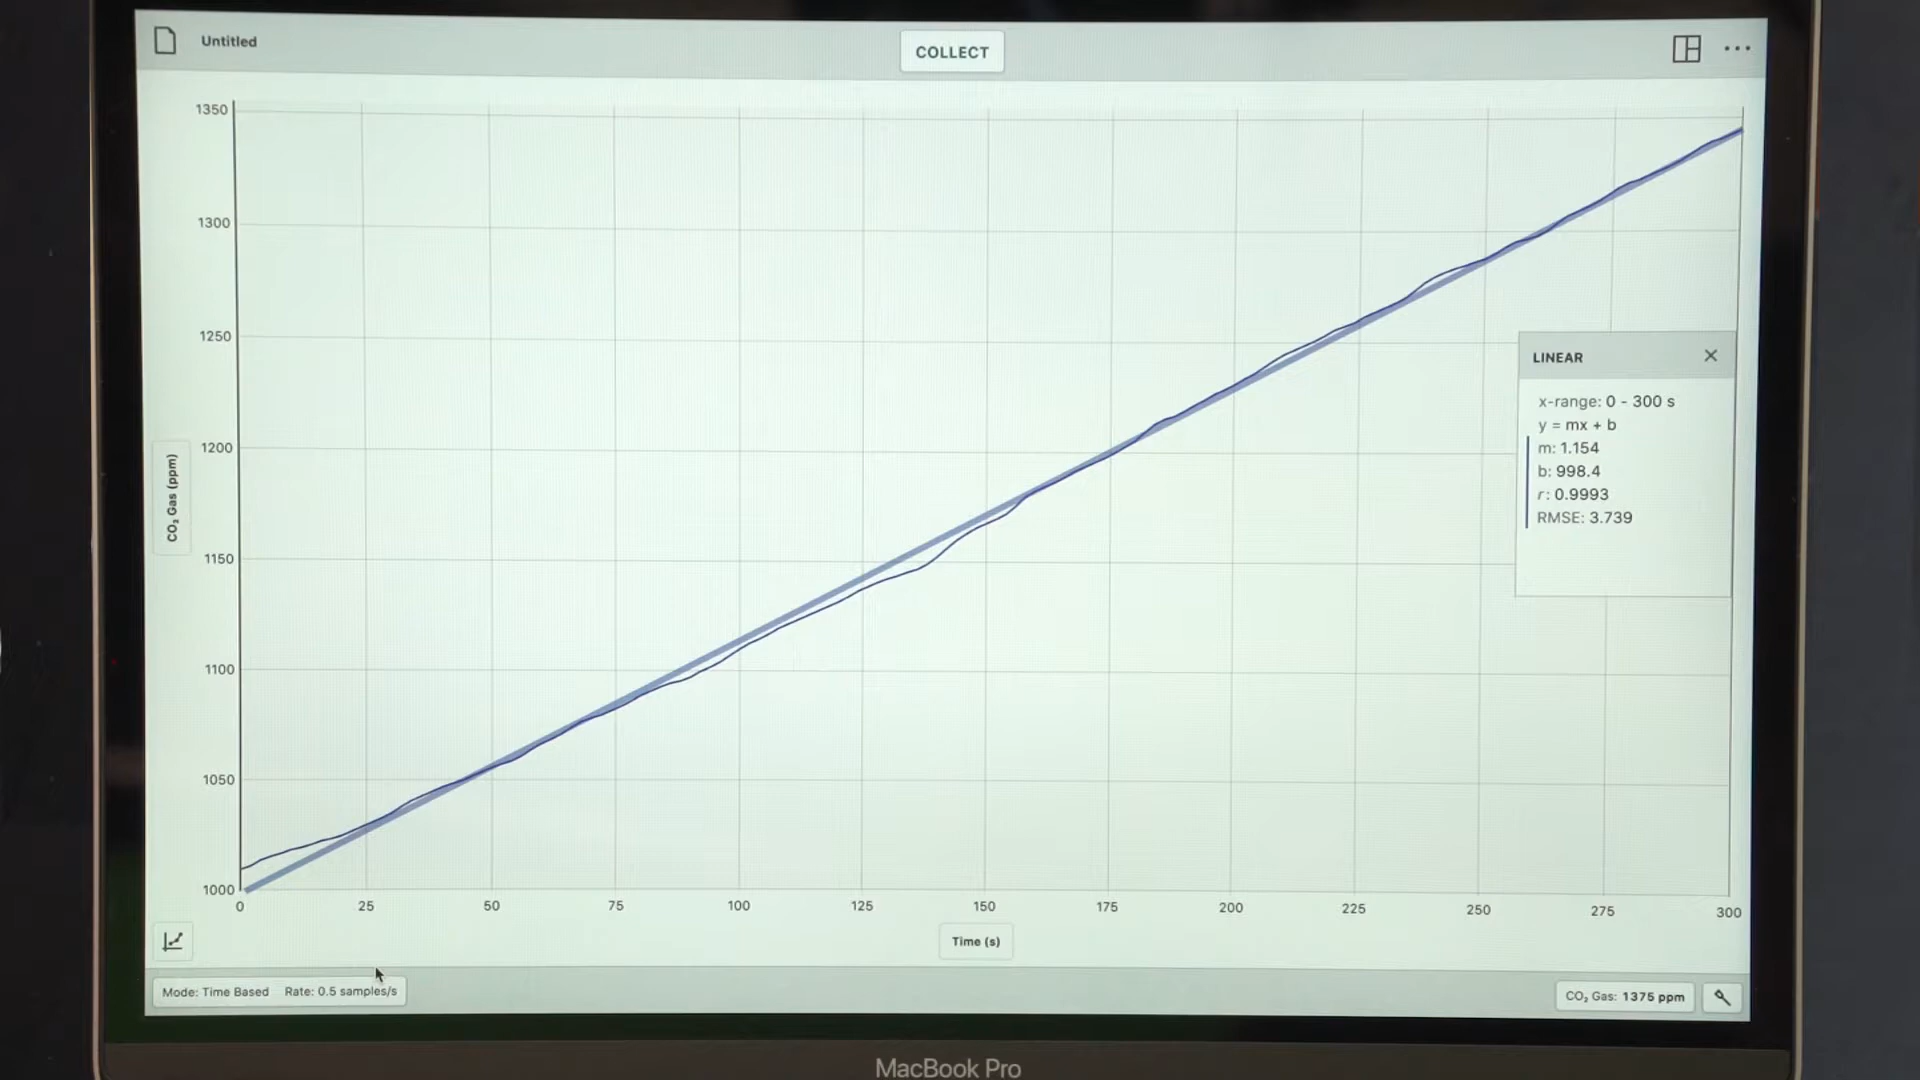 Untitled
COLLECT
1350
1300
1250
1200
1150
1100
1050
1000
CO₂ Gas (ppm)
0 25 50 75 100 125 150 175 200 225 250 275 300
Time (s)
LINEAR
x-range: 0 - 300 s
y = mx + b
m: 1.154
b: 998.4
r: 0.9993
RMSE: 3.739
Mode: Time Based Rate: 0.5 samples/s
CO₂ Gas: 1375 ppm
MacBook Pro